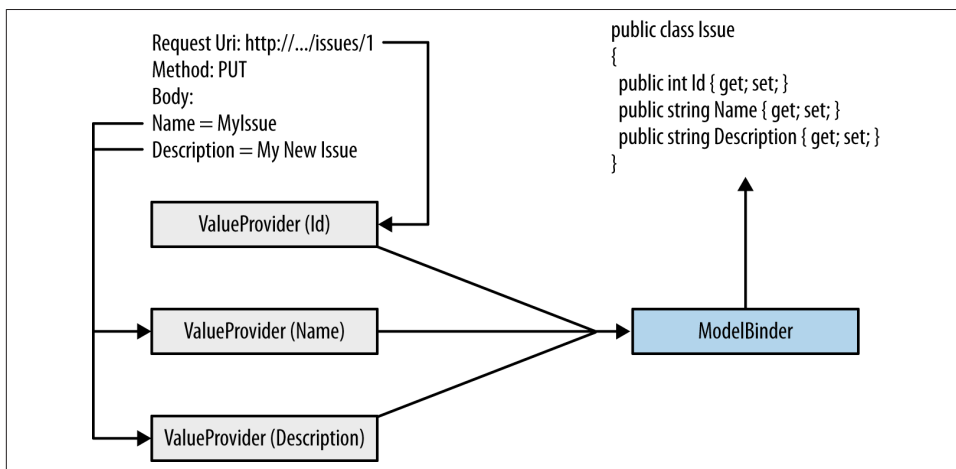 Request Uri: http://.../issues/1
Method: PUT
Body:
Name = MyIssue
Description = My New Issue
public class Issue
{
public int Id { get; set; }
public string Name { get; set; }
public string Description { get; set; }
}
ValueProvider (Id)
ValueProvider (Name)
ModelBinder
ValueProvider (Description)